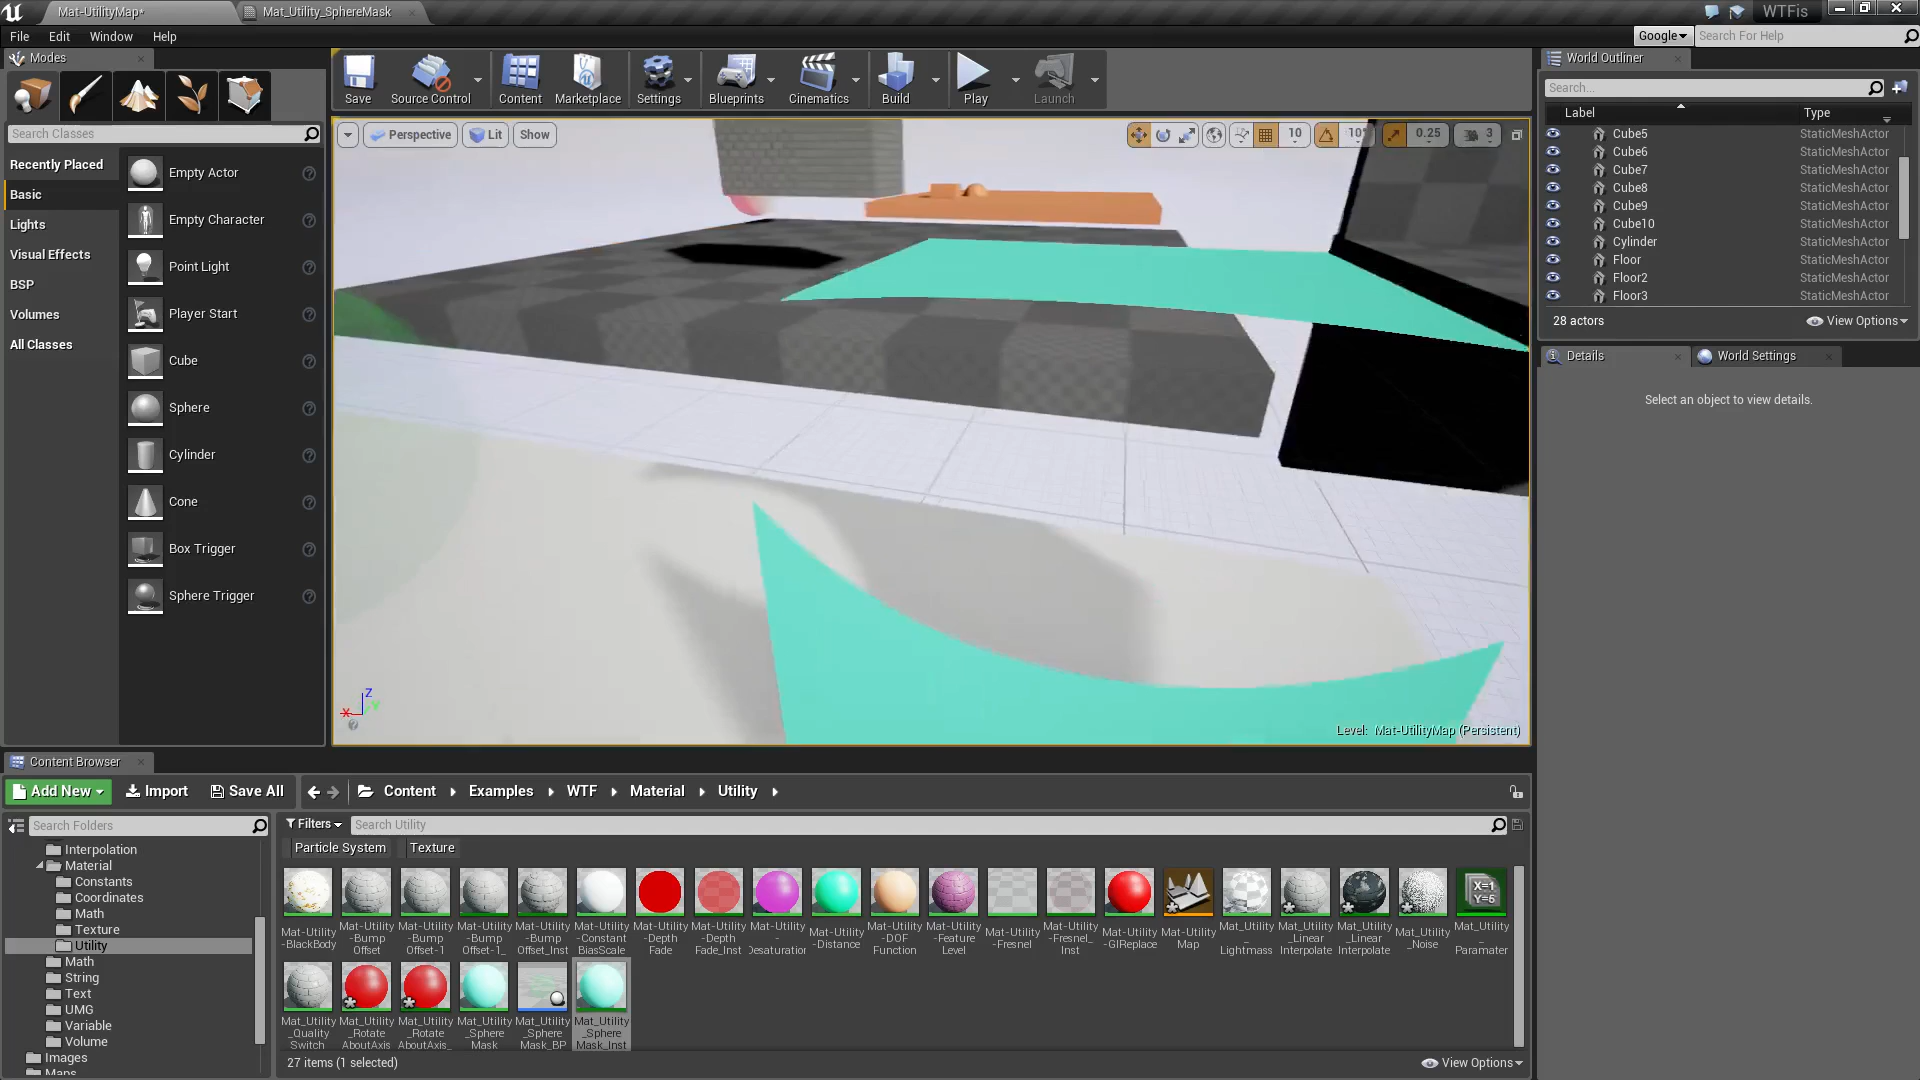 Mat-UtilityMap*
Mat_Utility_SphereMask
WTFis
File Edit Window Help
Google
Search For Help
Modes
Save
Source Control
Content
Marketplace
Settings
Blueprints
Cinematics
Build
Play
Launch
World Outliner
Search...
Label Type
Search Classes
Recently Placed
Basic
Lights
Visual Effects
BSP
Volumes
All Classes
Empty Actor
Empty Character
Point Light
Player Start
Cube
Sphere
Cylinder
Cone
Box Trigger
Sphere Trigger
Perspective
Lit
Show
10
10°
0.25
3
Z
X
Y
Level: Mat-UtilityMap (Persistent)
Cube5 StaticMeshActor
Cube6 StaticMeshActor
Cube7 StaticMeshActor
Cube8 StaticMeshActor
Cube9 StaticMeshActor
Cube10 StaticMeshActor
Cylinder StaticMeshActor
Floor StaticMeshActor
Floor2 StaticMeshActor
Floor3 StaticMeshActor
28 actors
View Options
Details
World Settings
Select an object to view details.
Content Browser
Add New
Import
Save All
Content
Examples
WTF
Material
Utility
Search Folders
Interpolation
Material
Constants
Coordinates
Math
Texture
Utility
Math
String
Text
UMG
Variable
Volume
Images
Maps
Filters
Search Utility
Particle System
Texture
X=1
Y=6
Mat-Utility
-BlackBody
Mat-Utility
-Bump
Offset
Mat-Utility
-Bump
Offset-1
Mat-Utility
-Bump
Offset-1_
Mat-Utility
-Bump
Offset_Inst
Mat-Utility
-Constant
BiasScale
Mat-Utility
-Depth
Fade
Mat-Utility
-Depth
Fade_Inst
Mat-Utility
-
Desaturation
Mat-Utility
-Distance
Mat-Utility
-DOF
Function
Mat-Utility
-Feature
Level
Mat-Utility
-Fresnel
Mat-Utility
-Fresnel_
Inst
Mat-Utility
-GIReplace
Mat-Utility
Map
Mat_Utility
_
Lightmass
Mat_Utility
_Linear
Interpolate
Mat_Utility
_Linear
Interpolate
Mat_Utility
_Noise
Mat_Utility
_
Paramater
Mat_Utility
_Quality
Switch
Mat_Utility
_Rotate
AboutAxis
Mat_Utility
_Rotate
AboutAxis_
Mat_Utility
_Sphere
Mask
Mat_Utility
_Sphere
Mask_BP
Mat_Utility
_Sphere
Mask_Inst
27 items (1 selected)
View Options